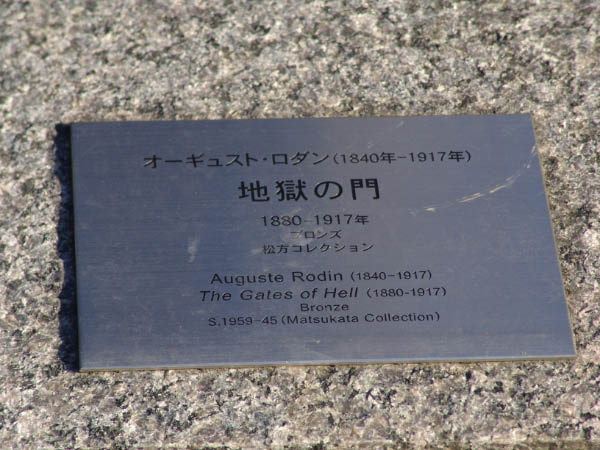 オーギュスト・ロダン(1840年-1917年)
地獄の門
1880-1917年
ブロンズ
松方コレクション
Auguste Rodin (1840-1917)
The Gates of Hell (1880-1917)
Bronze
S.1959-45(Matsukata Collection)